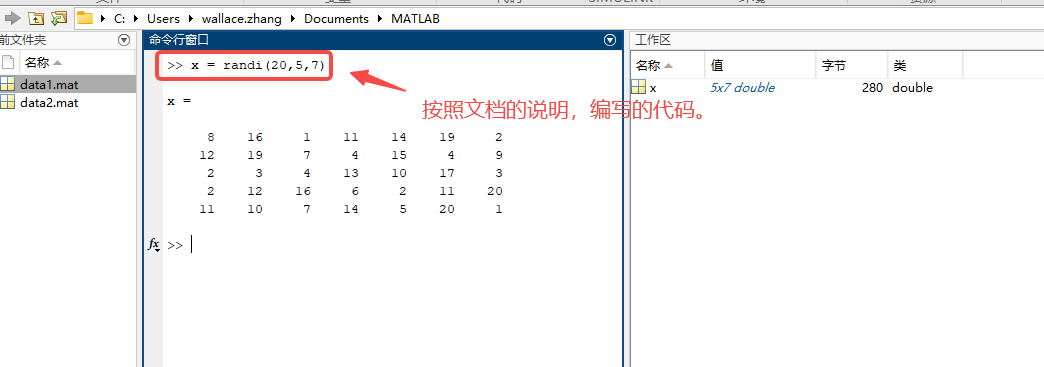 C: Users wallace.zhang Documents MATLAB
前文件夹
命令行窗口
工作区
名称
data1.mat
data2.mat
>> x = randi(20,5,7)
x =
8 16 1 11 14 19 2
12 19 7 4 15 4 9
2 3 4 13 10 17 3
2 12 16 6 2 11 20
11 10 7 14 5 20 1
fx >>
按照文档的说明，编写的代码。
名称 值 字节 类
x 5x7 double 280 double